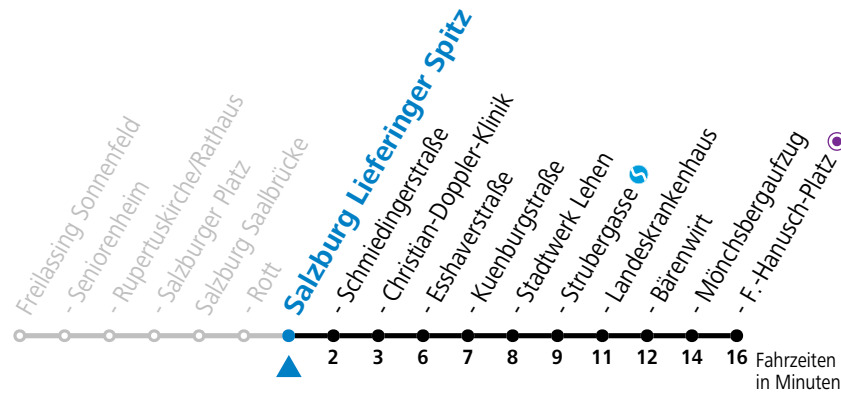 Freilassing Sonnenfeld
- Seniorenheim
- Rupertuskirche/Rathaus
- Salzburger Platz
Salzburg Saalbrücke
- Rott
Salzburg Lieferinger Spitz
- Schmiedingerstraße
- Christian-Doppler-Klinik
- Esshaverstraße
- Kuenburgstraße
- Stadtwerk Lehen
- Strubergasse
- Landeskrankenhaus
- Bärenwirt
- Mönchsbergaufzug
- F.-Hanusch-Platz
2 3 6 7 8 9 11 12 14 16 Fahrzeiten
in Minuten